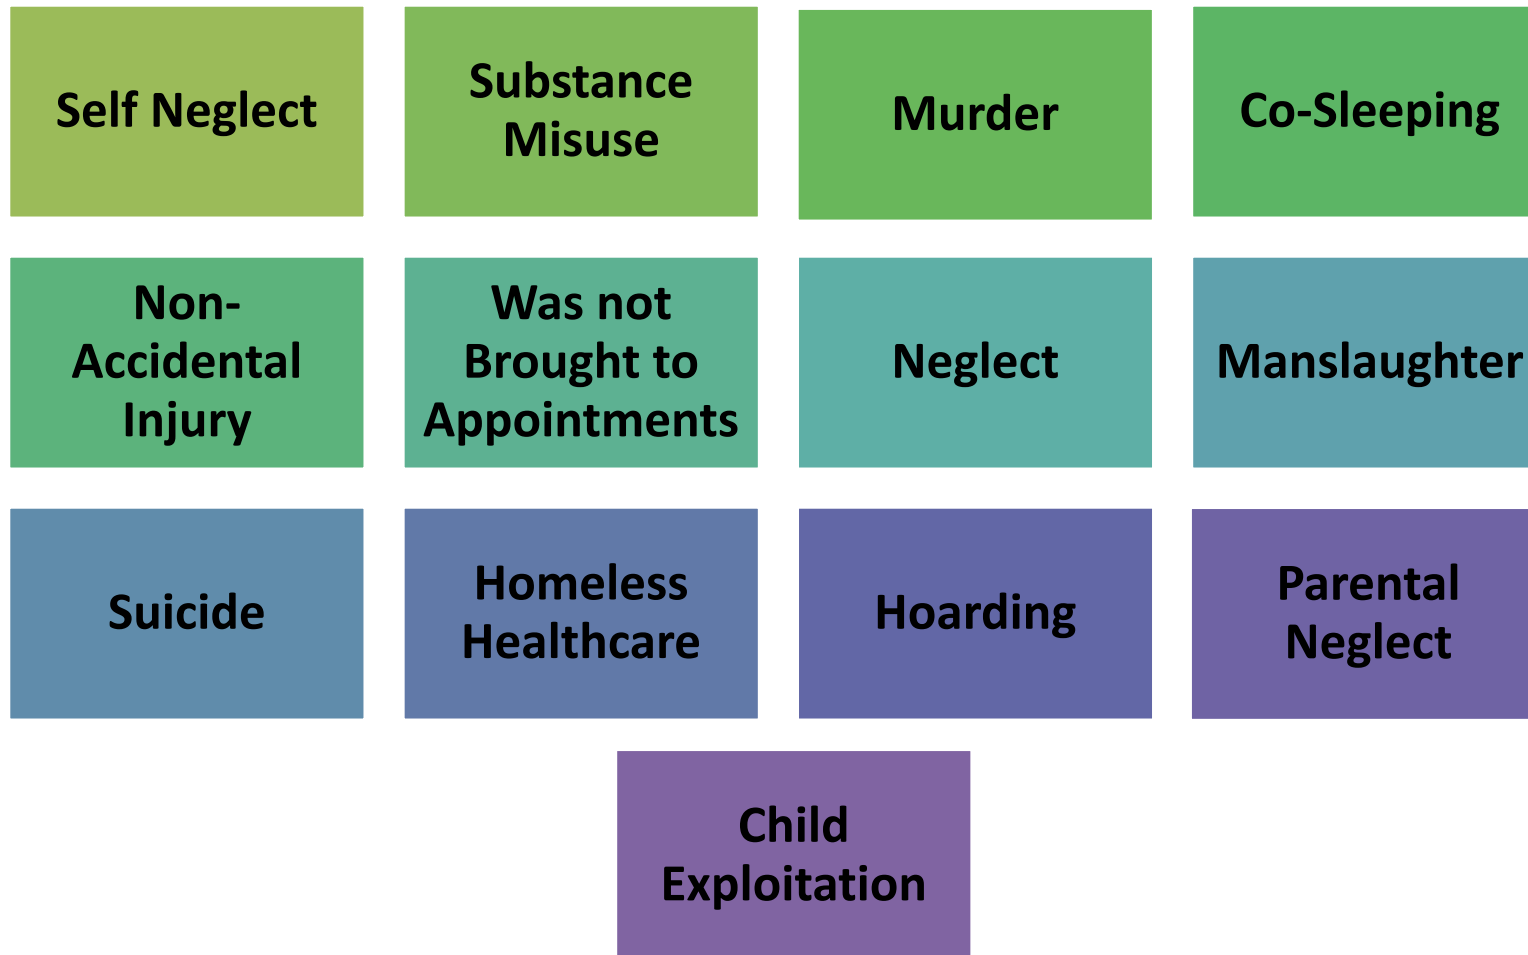 Self Neglect
Substance
Misuse
Murder
Co-Sleeping
Non-
Accidental
Injury
Was not
Brought to
Appointments
Neglect
Manslaughter
Suicide
Homeless
Healthcare
Hoarding
Parental
Neglect
Child
Exploitation